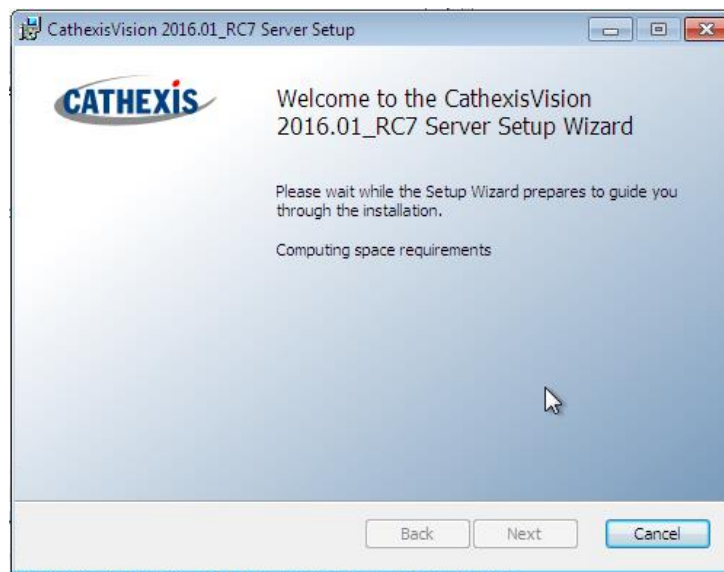 CathexisVision 2016.01_RC7 Server Setup
CATHEXIS
Welcome to the CathexisVision
2016.01_RC7 Server Setup Wizard
Please wait while the Setup Wizard prepares to guide you
through the installation.
Computing space requirements
Back
Next
Cancel